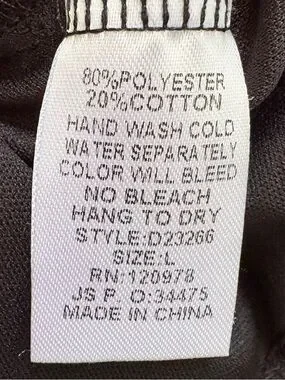 80%POLYESTER
20%COTTON
HAND WASH COLD
WATER SEPARATELY
COLOR WILL BLEED
NO BLEACH
HANG TO DRY
STYLE:D23266
SIZE:L
RN:120978
JS P. O:34475
MADE IN CHINA